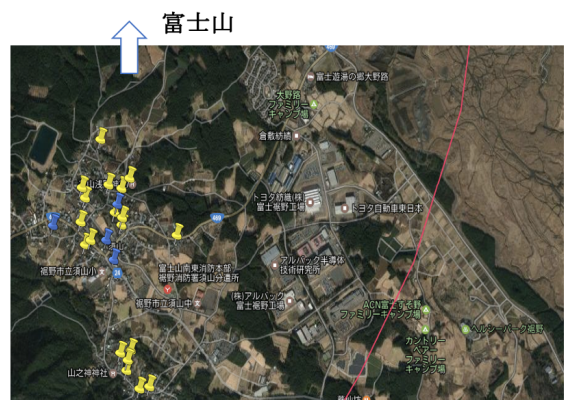 富士山
469
富士遊湯の郷大野路
大野路
ファミリー
キャンプ場
倉敷紡績
トヨタ紡織(株)
富士裾野工場
トヨタ自動車東日本
469
アルバック半導体
技術研究所
富士山南東消防本部
裾野消防署須山分遣所
裾野市立須山小
24
(株)アルバック
富士裾野工場
裾野市立須山中
ACN富士すそ野
ファミリーキャンプ場
ヘルシーパーク裾野
カントリー
ベアー
ファミリー
キャンプ場
山之神神社